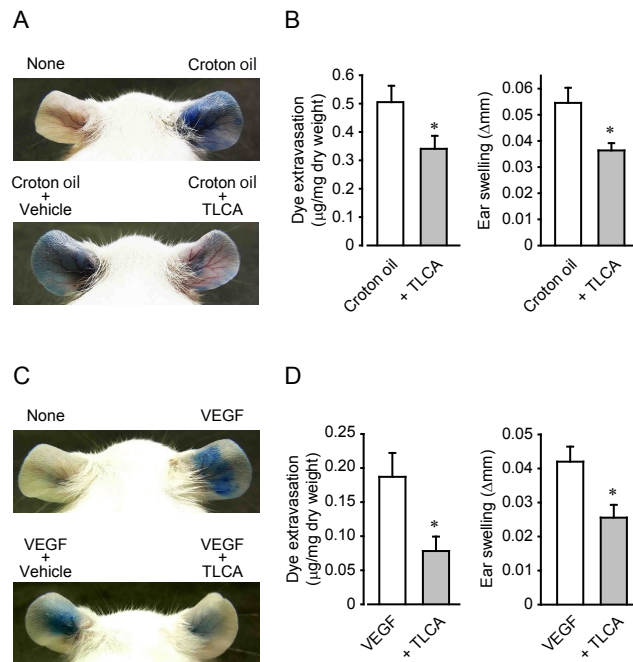 A
None Croton oil
Croton oil
+
Vehicle
Croton oil
+
TLCA
B
Dye extravasation
(µg/mg dry weight)
0.6
0.5
0.4
0.3
0.2
0.1
0
*
Croton oil
+ TLCA
Ear swelling (Δmm)
0.06
0.05
0.04
0.03
0.02
0.01
0
*
Croton oil
+ TLCA
C
None VEGF
VEGF
+
Vehicle
VEGF
+
TLCA
D
Dye extravasation
(µg/mg dry weight)
0.25
0.20
0.15
0.10
0.05
0
*
VEGF
+ TLCA
Ear swelling (Δmm)
0.05
0.04
0.03
0.02
0.01
0
*
VEGF
+ TLCA